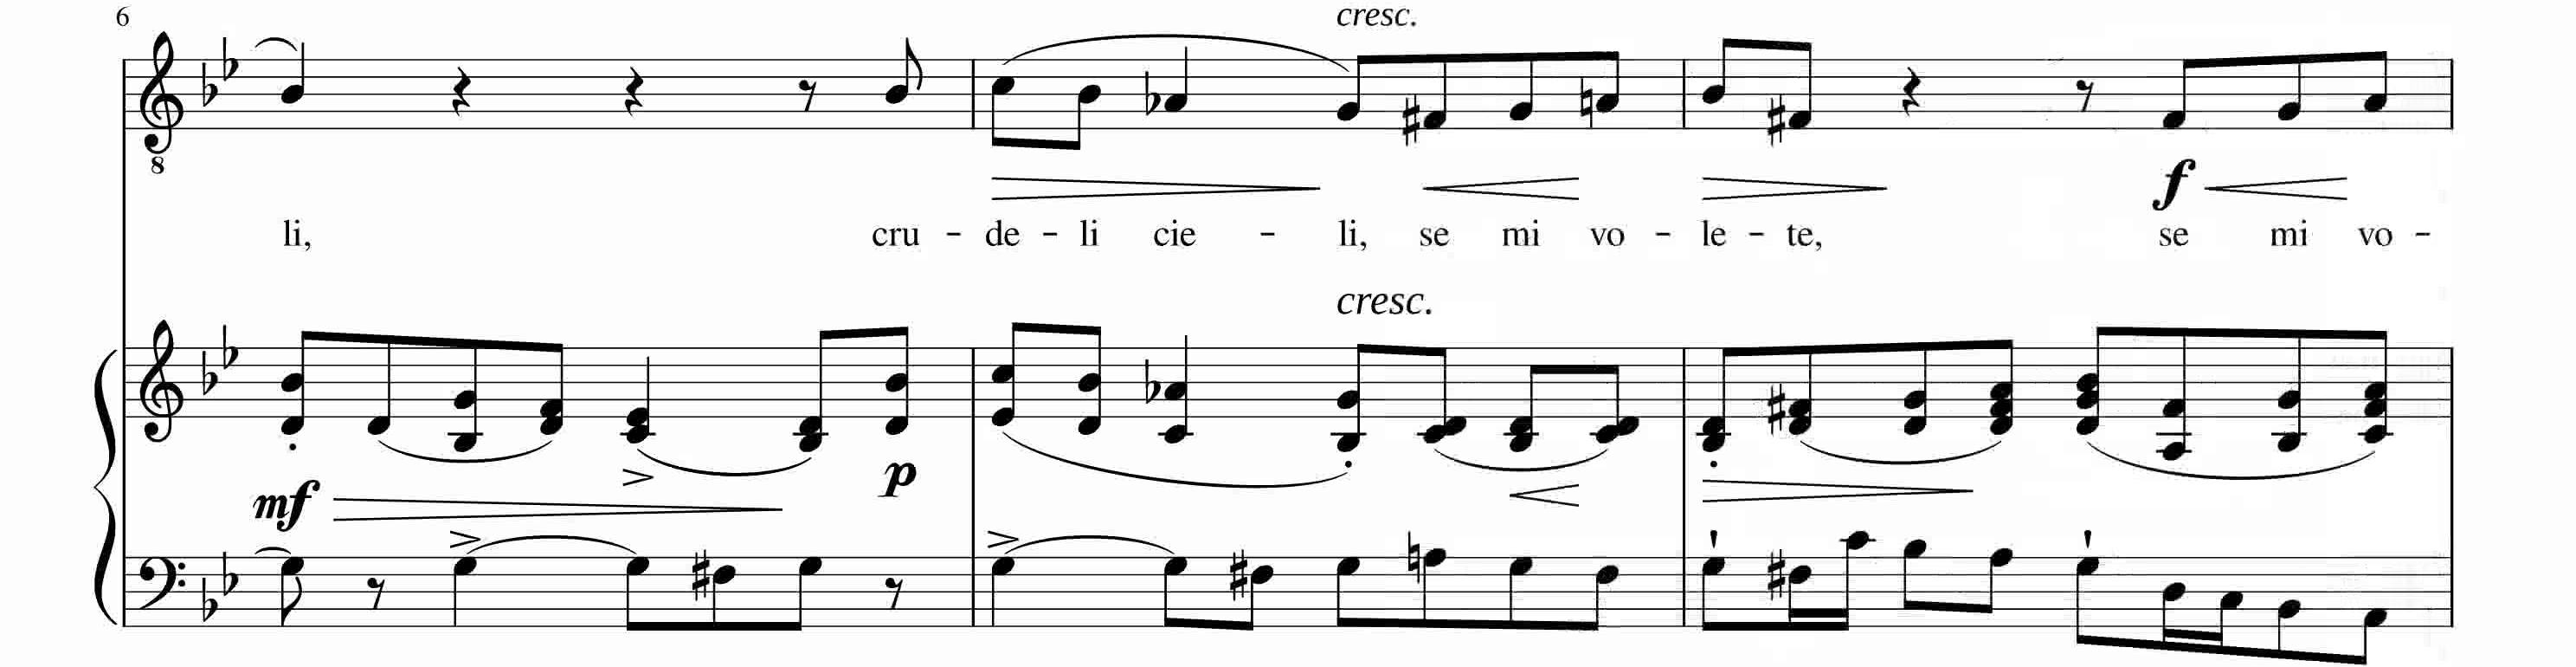 6
cresc.
8
f
li, cru - de - li cie - li, se mi vo - le - te, se mi vo -
cresc.
p
mf